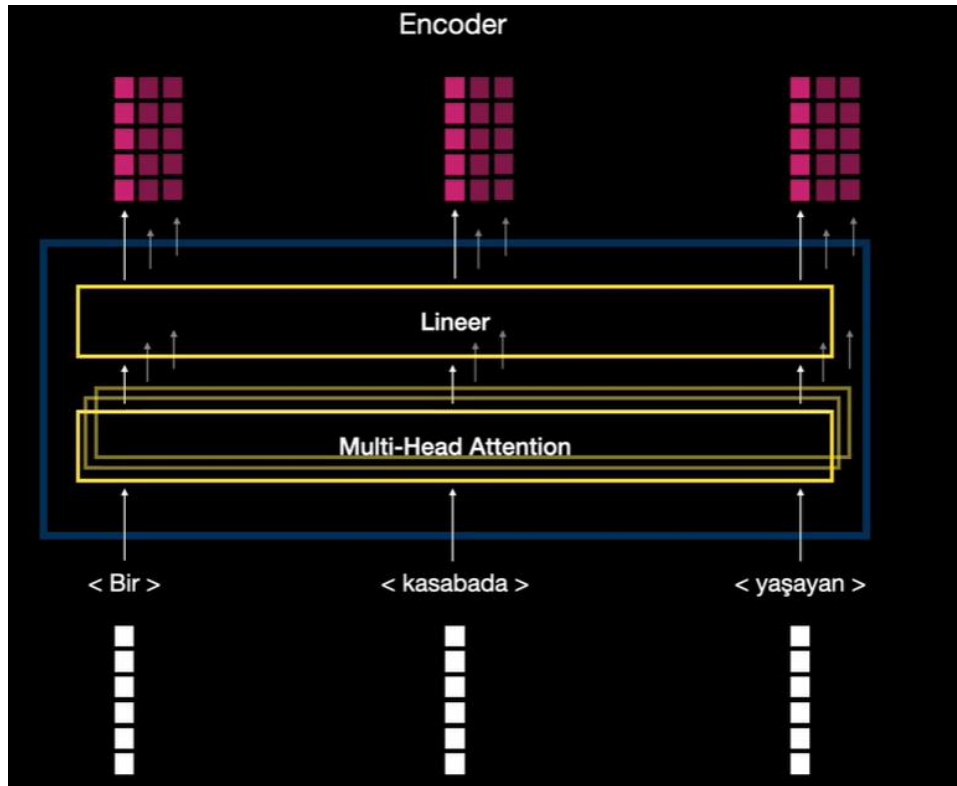 Encoder
Lineer
Multi-Head Attention
< Bir >
< kasabada >
< yaşayan >